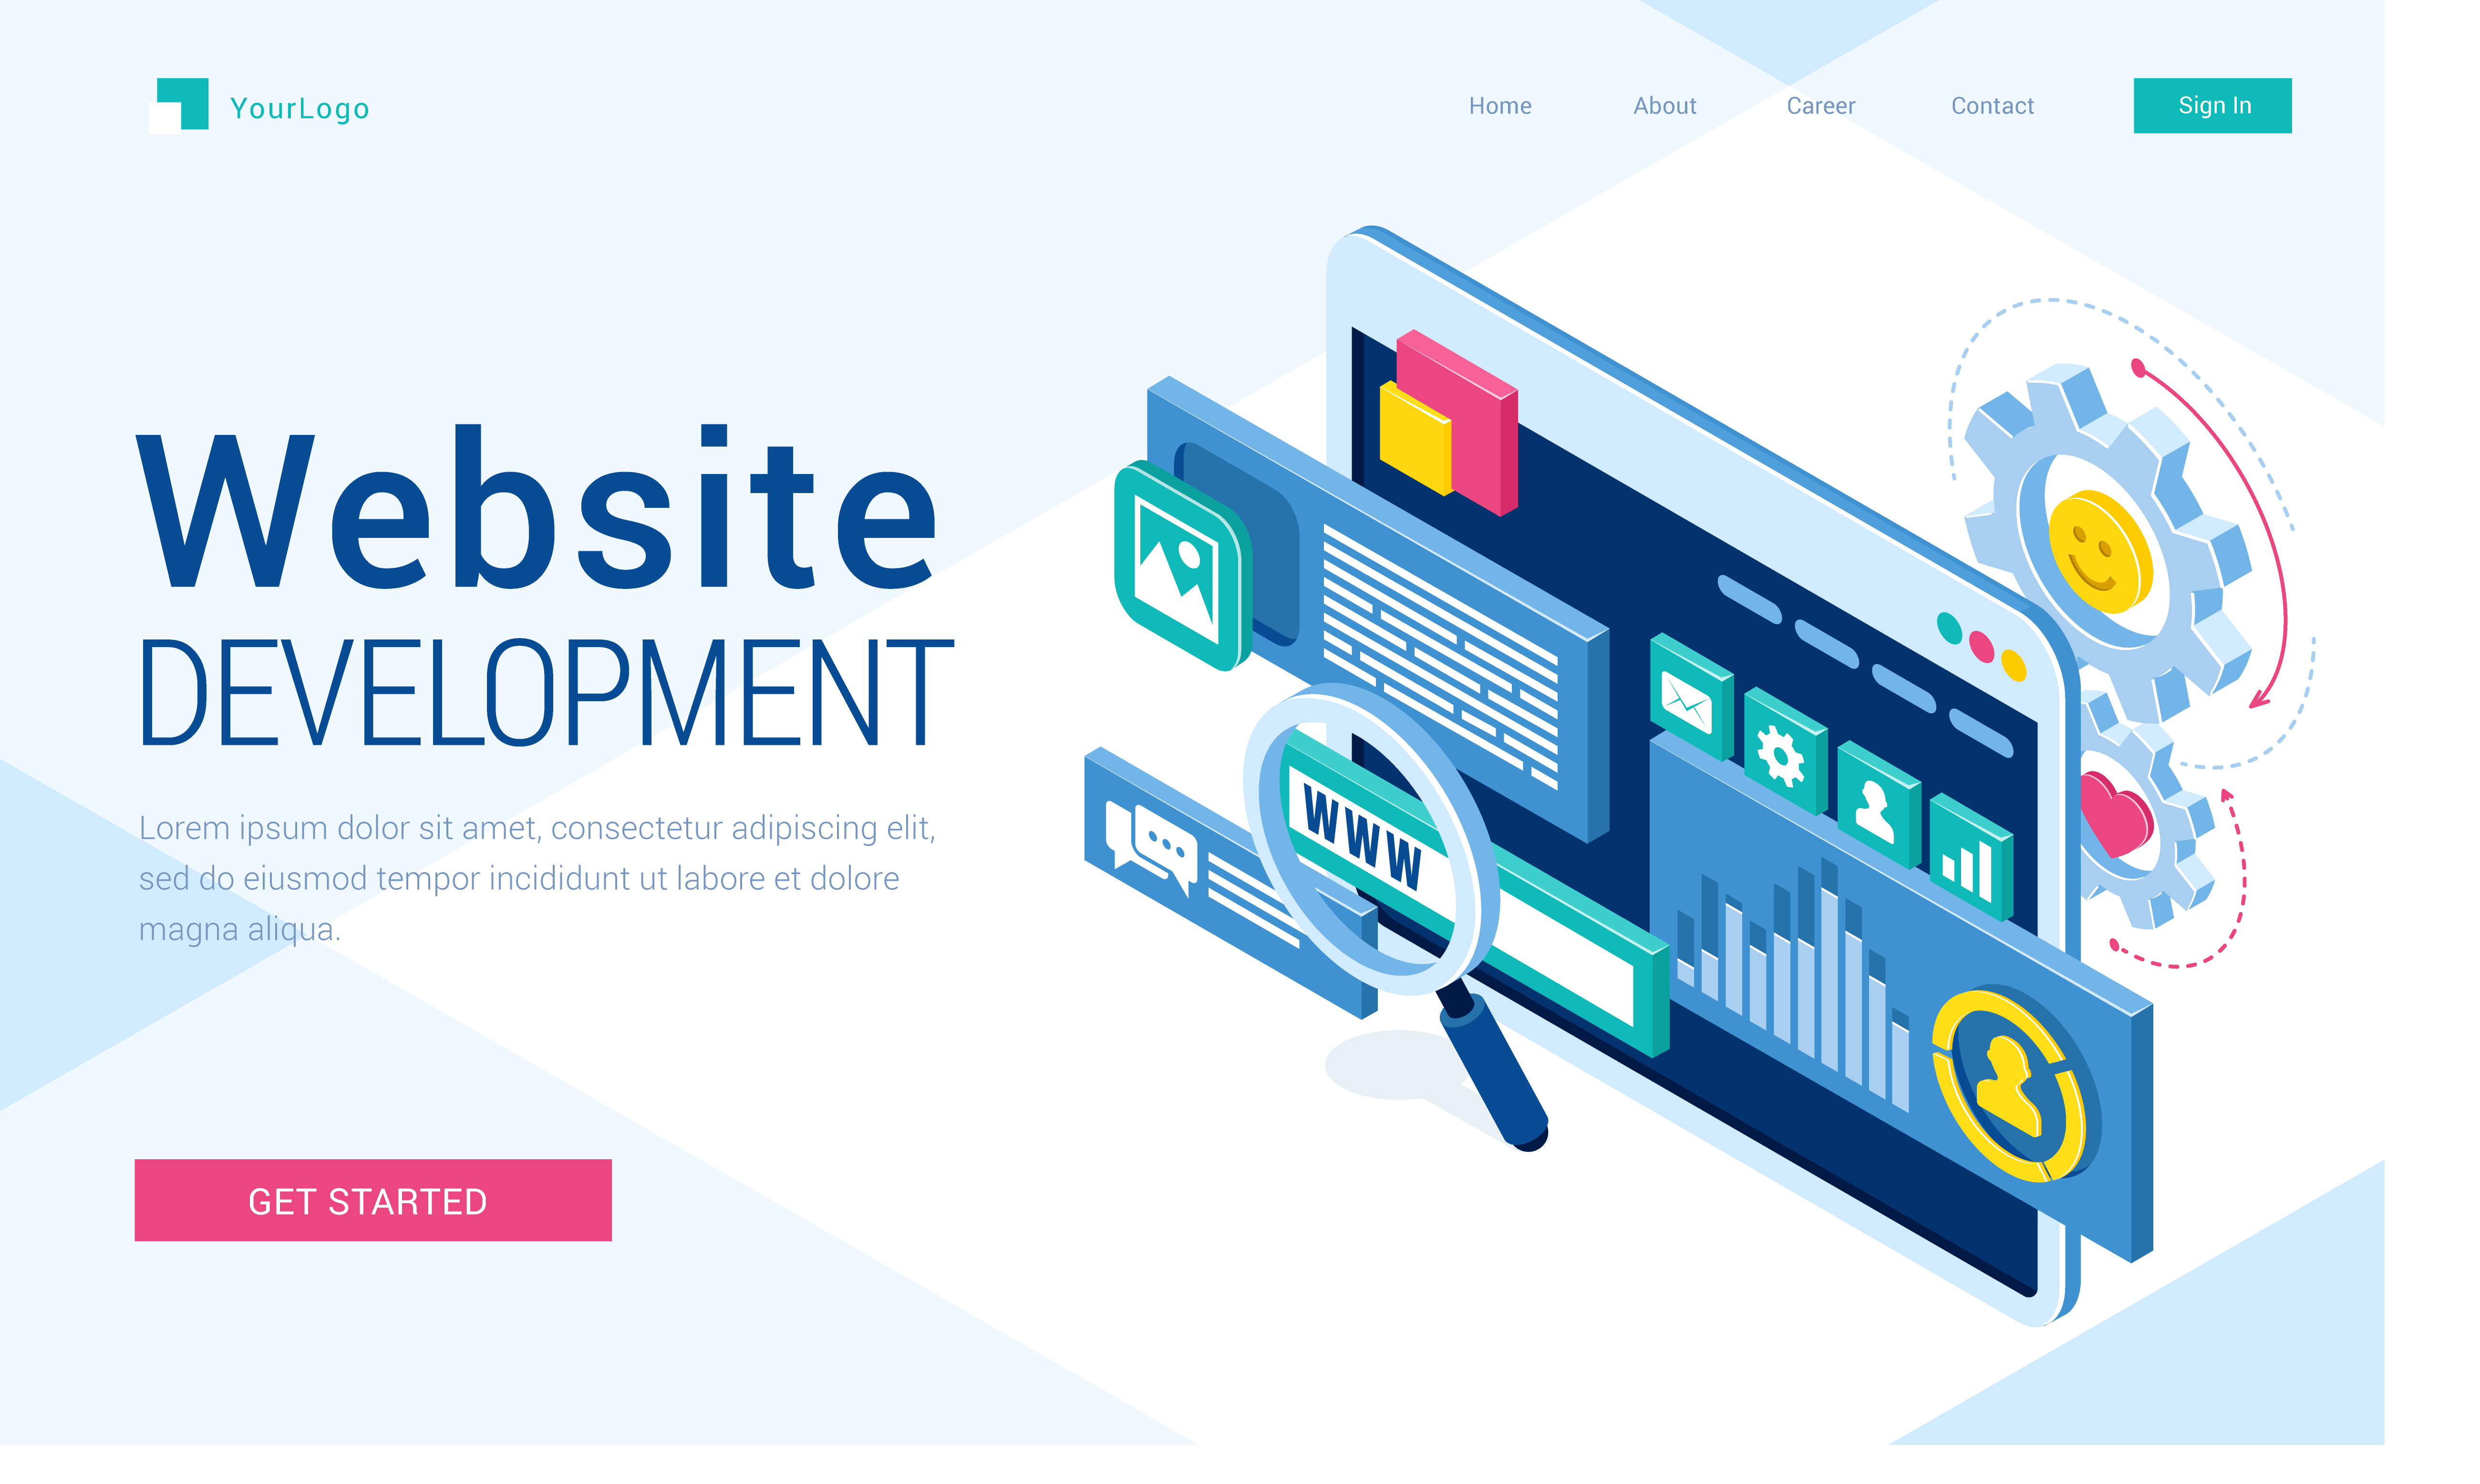 YourLogo
Home
About
Career
Contact
Sign In
Website
DEVELOPMENT
Lorem ipsum dolor sit amet, consectetur adipiscing elit,
sed do eiusmod tempor incididunt ut labore et dolore
magna aliqua.
GET STARTED
WWW